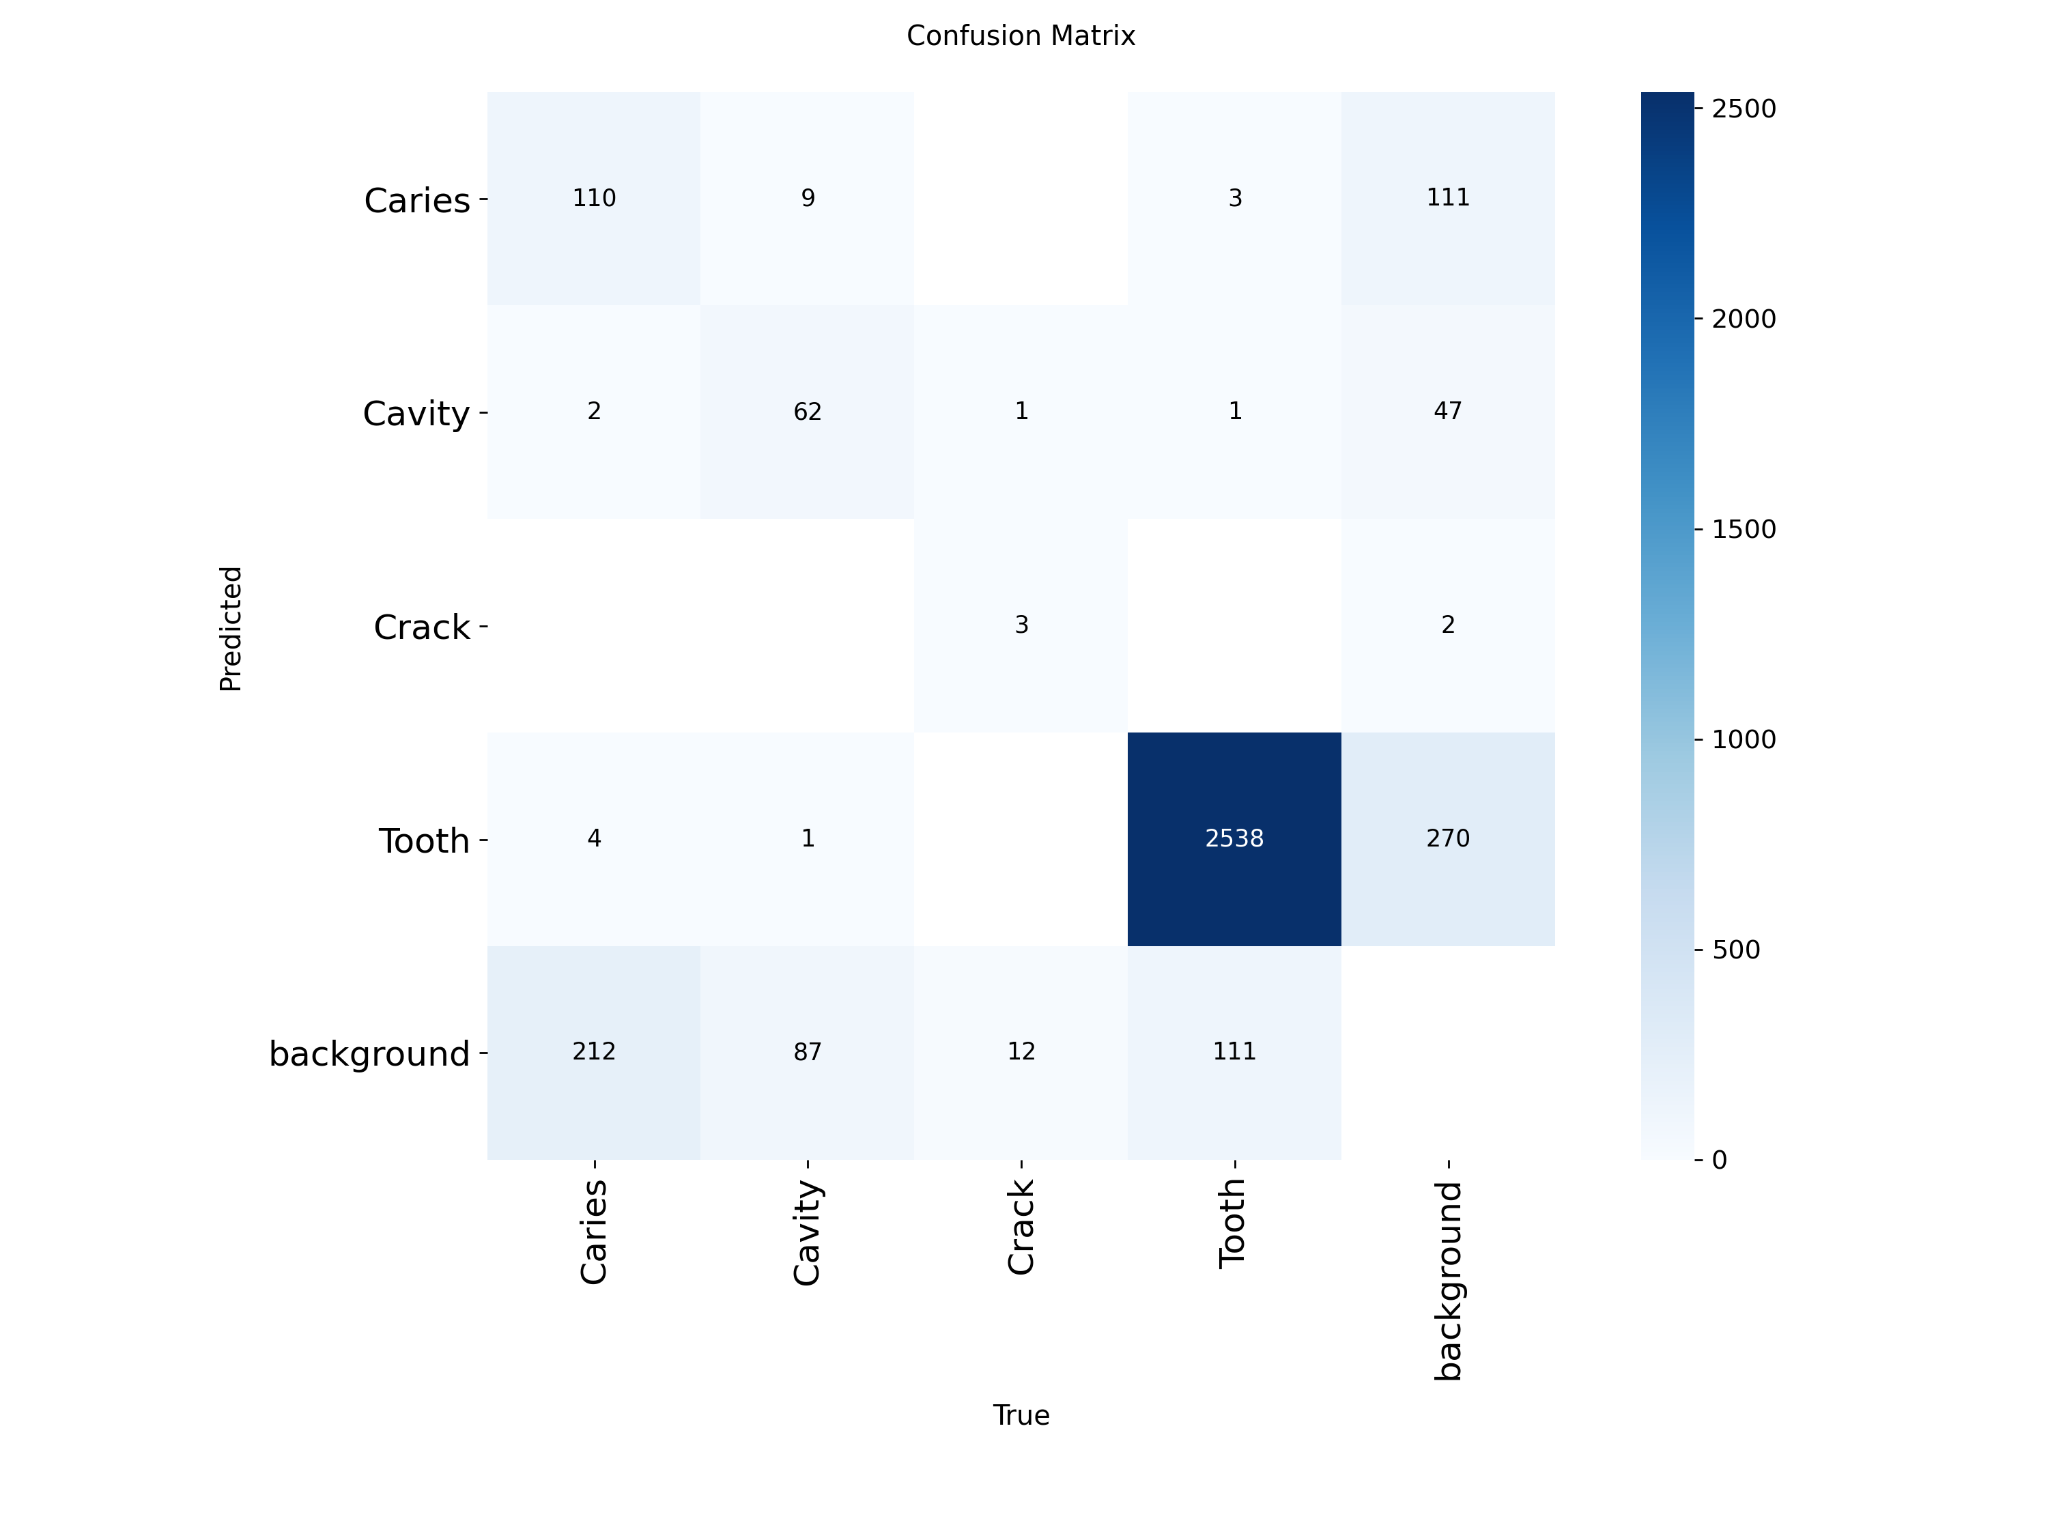 Confusion Matrix
Predicted
Caries 110 9 3 111
Cavity 2 62 1 1 47
Crack 3 2
Tooth 4 1 2538 270
background 212 87 12 111
Caries Cavity Crack Tooth background
True
2500
2000
1500
1000
500
0